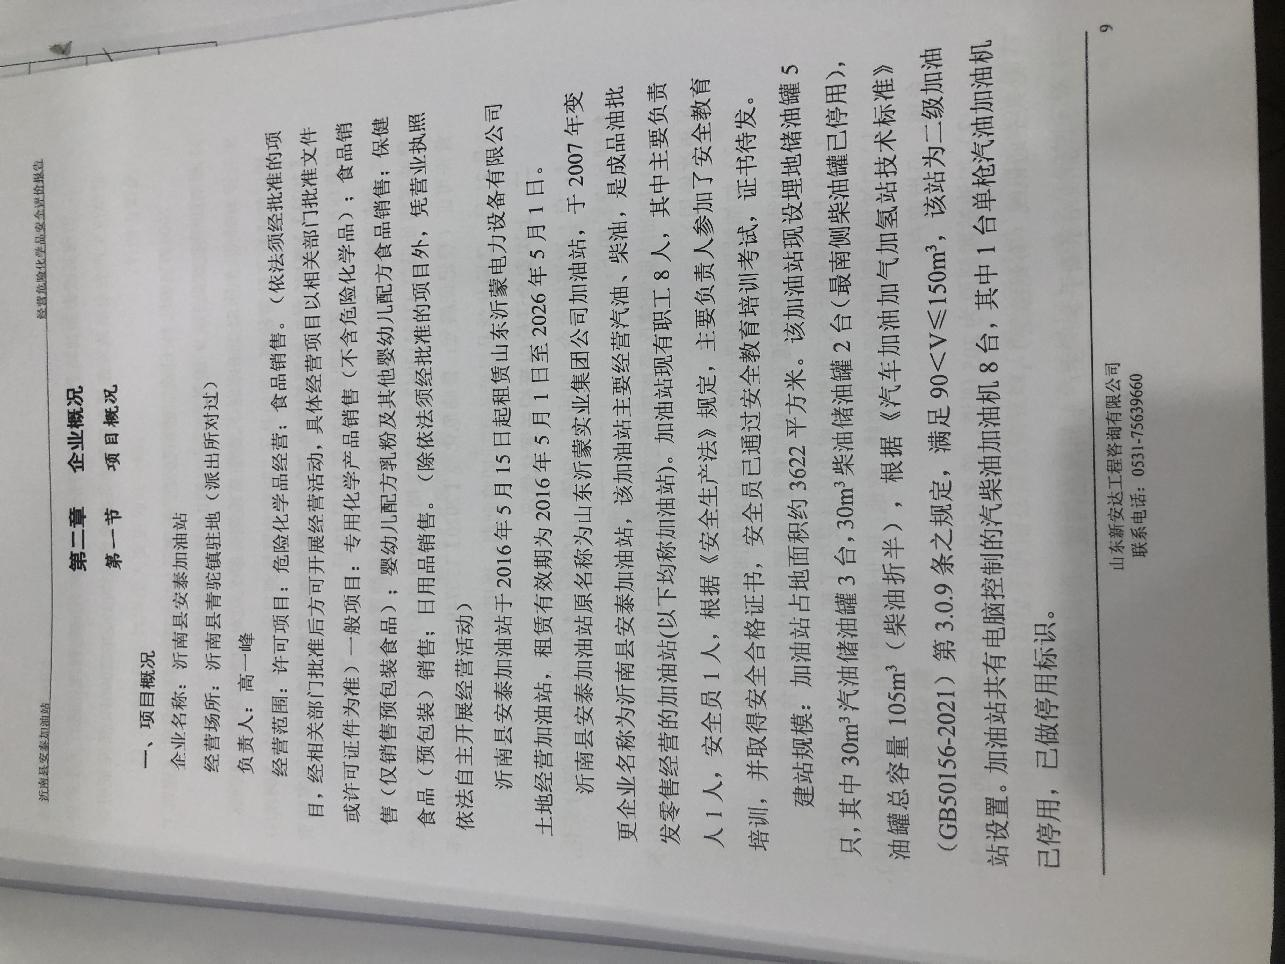 沂南县安泰加油站 经营危险化学品安全评价报告
第二章 企业概况
第一节 项目概况
一、项目概况
企业名称：沂南县安泰加油站
经营场所：沂南县青驼镇驻地（派出所对过）
负责人：高一峰
经营范围：许可项目：危险化学品经营；食品销售。（依法须经批准的项
目，经相关部门批准后方可开展经营活动，具体经营项目以相关部门批准文件
或许可证件为准）一般项目：专用化学产品销售（不含危险化学品）；食品销
售（仅销售预包装食品）；婴幼儿配方乳粉及其他婴幼儿配方食品销售；保健
食品（预包装）销售；日用品销售。（除依法须经批准的项目外，凭营业执照
依法自主开展经营活动）
沂南县安泰加油站于 2016 年 5 月 15 日起租赁山东沂蒙电力设备有限公司
土地经营加油站，租赁有效期为 2016 年 5 月 1 日至 2026 年 5 月 1 日。
沂南县安泰加油站原名称为山东沂蒙实业集团公司加油站，于 2007 年变
更企业名称为沂南县安泰加油站，该加油站主要经营汽油、柴油，是成品油批
发零售经营的加油站(以下均称加油站)。加油站现有职工 8 人，其中主要负责
人 1 人，安全员 1 人，根据《安全生产法》规定，主要负责人参加了安全教育
培训，并取得安全合格证书，安全员已通过安全教育培训考试，证书待发。
建站规模：加油站占地面积约 3622 平方米。该加油站现设埋地储油罐 5
只,其中 30m³汽油储油罐 3 台,30m³柴油储油罐 2 台（最南侧柴油罐已停用），
油罐总容量 105m³（柴油折半），根据《汽车加油加气加氢站技术标准》
（GB50156-2021）第 3.0.9 条之规定，满足 90＜V≤150m³，该站为二级加油
站设置。加油站共有电脑控制的汽柴油加油机 8 台，其中 1 台单枪汽油加油机
已停用，已做停用标识。
山东新安达工程咨询有限公司
联系电话：0531-75639660
9